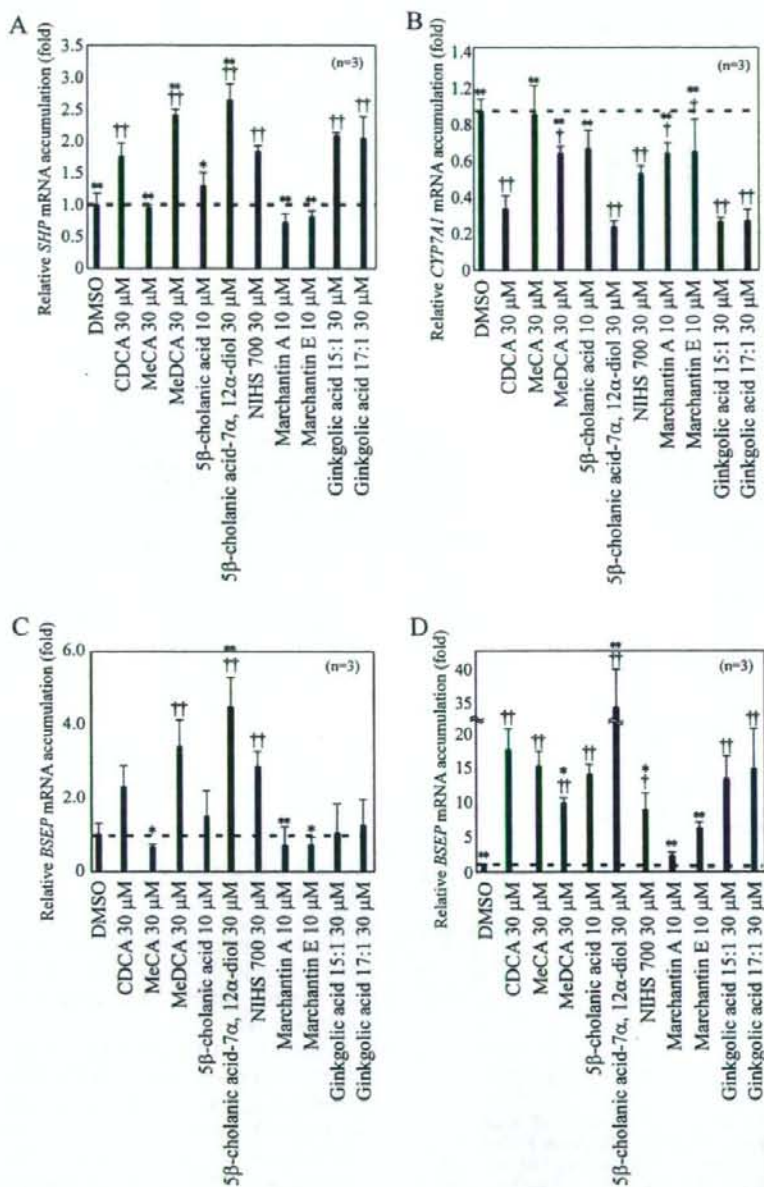 A
Relative SHP mRNA accumulation (fold)
3.5
3.0
2.5
2.0
1.5
1.0
0.5
0
(n=3)
**
††
**
**
††
*
**
††
††
**
**
††
††
DMSO
CDCA 30 μM
MeCA 30 μM
MeDCA 30 μM
5β-cholanic acid 10 μM
5β-cholanic acid-7α, 12α-diol 30 μM
NIHS 700 30 μM
Marchantin A 10 μM
Marchantin E 10 μM
Ginkgolic acid 15:1 30 μM
Ginkgolic acid 17:1 30 μM
B
Relative CYP7A1 mRNA accumulation (fold)
1.4
1.2
0.8
0.6
0.4
0.2
0
(n=3)
**
††
**
**
†
**
††
††
**
†
**
†
††
††
DMSO
CDCA 30 μM
MeCA 30 μM
MeDCA 30 μM
5β-cholanic acid 10 μM
5β-cholanic acid-7α, 12α-diol 30 μM
NIHS 700 30 μM
Marchantin A 10 μM
Marchantin E 10 μM
Ginkgolic acid 15:1 30 μM
Ginkgolic acid 17:1 30 μM
C
Relative BSEP mRNA accumulation (fold)
6.0
4.0
2.0
1.0
0
(n=3)
*
††
**
††
††
**
*
DMSO
CDCA 30 μM
MeCA 30 μM
MeDCA 30 μM
5β-cholanic acid 10 μM
5β-cholanic acid-7α, 12α-diol 30 μM
NIHS 700 30 μM
Marchantin A 10 μM
Marchantin E 10 μM
Ginkgolic acid 15:1 30 μM
Ginkgolic acid 17:1 30 μM
D
Relative BSEP mRNA accumulation (fold)
40
35
20
15
10
5
1
0
(n=3)
**
††
††
*
††
††
**
††
*
†
**
**
††
††
DMSO
CDCA 30 μM
MeCA 30 μM
MeDCA 30 μM
5β-cholanic acid 10 μM
5β-cholanic acid-7α, 12α-diol 30 μM
NIHS 700 30 μM
Marchantin A 10 μM
Marchantin E 10 μM
Ginkgolic acid 15:1 30 μM
Ginkgolic acid 17:1 30 μM